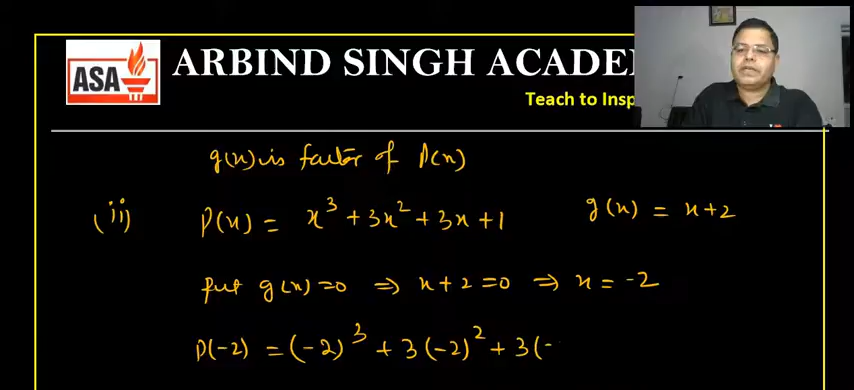 ASA
ARBIND SINGH ACADE
Teach to Insp
g(x) is factor of P(x)
(ii) P(x) = x³ + 3x² + 3x + 1 g(x) = x+2
put g(x) = 0 ⇒ x + 2 = 0 ⇒ x = -2
P(-2) = (-2)³ + 3(-2)² + 3(-